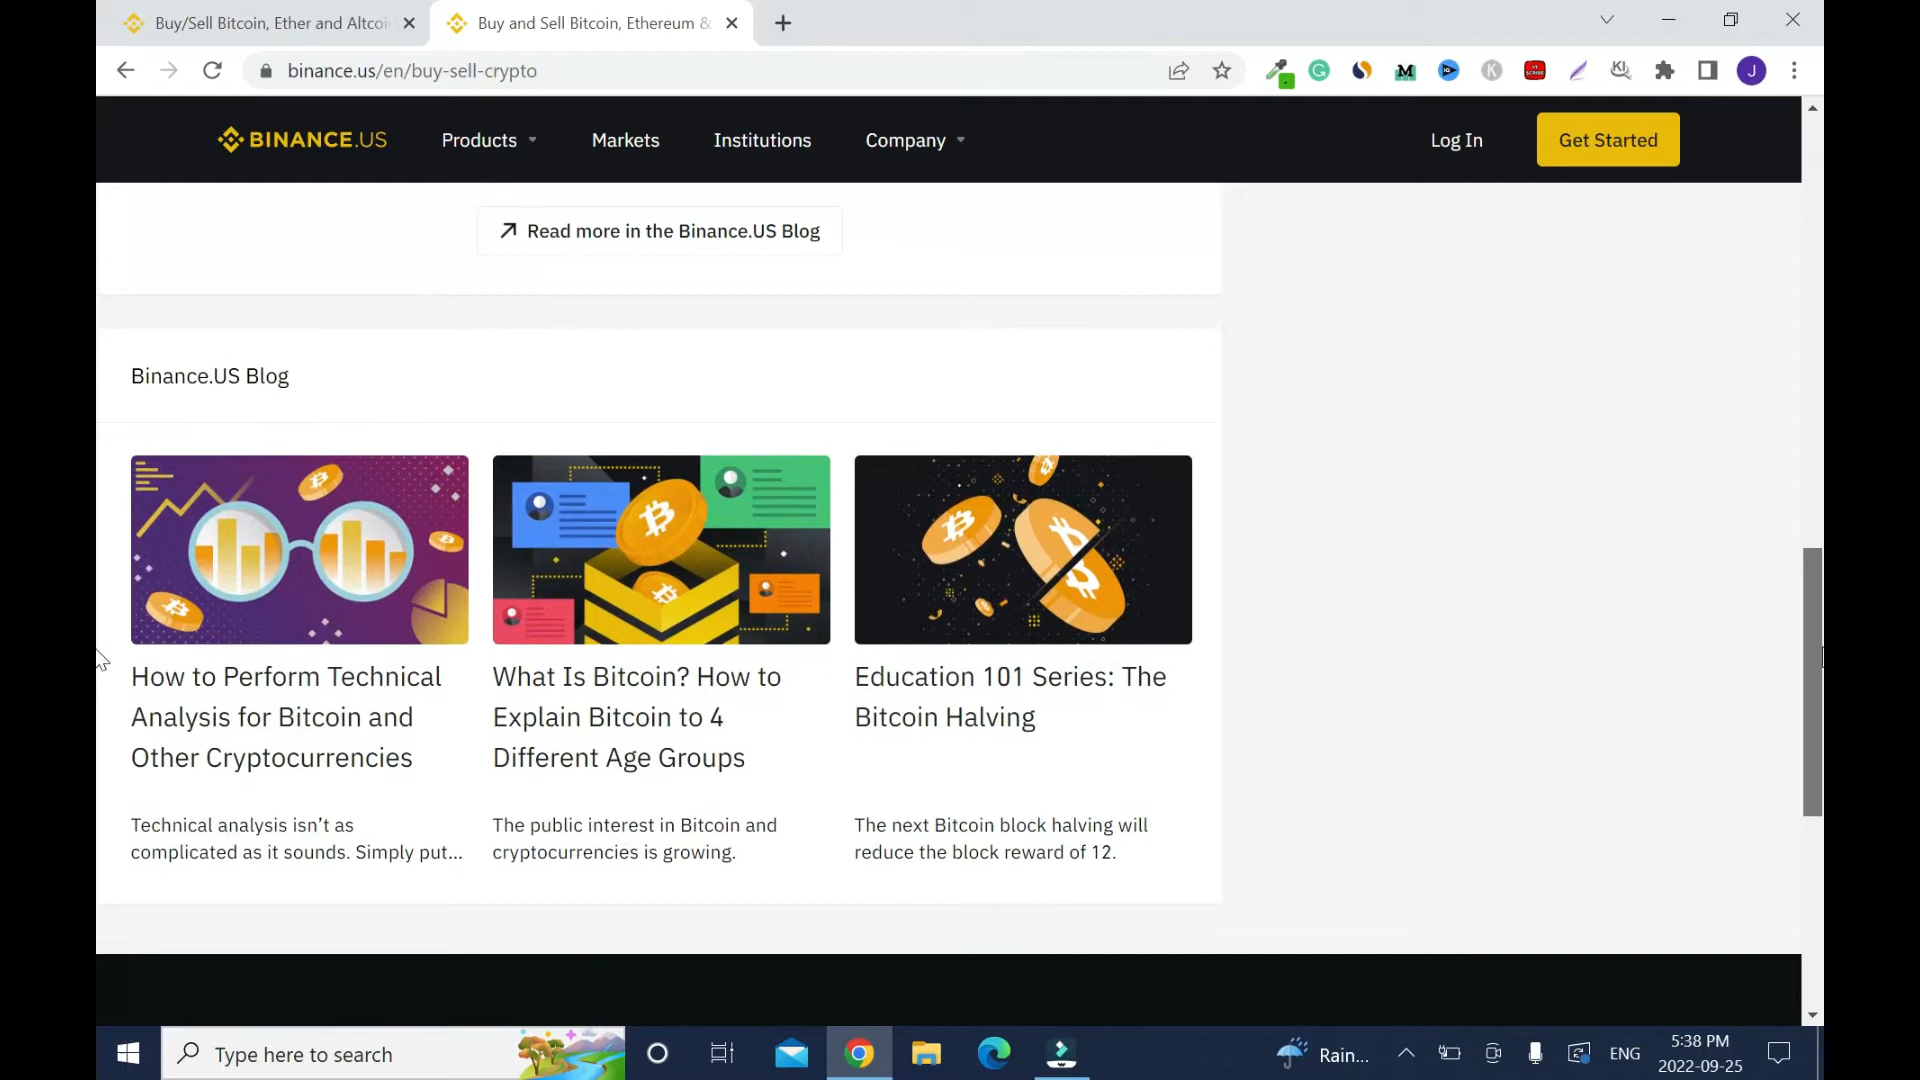 Buy/Sell Bitcoin, Ether and Altcoin
Buy and Sell Bitcoin, Ethereum &
binance.us/en/buy-sell-crypto
BINANCE.US
Products
Markets
Institutions
Company
Log In
Get Started
Read more in the Binance.US Blog
Binance.US Blog
How to Perform Technical
Analysis for Bitcoin and
Other Cryptocurrencies
Technical analysis isn’t as
complicated as it sounds. Simply put...
What Is Bitcoin? How to
Explain Bitcoin to 4
Different Age Groups
The public interest in Bitcoin and
cryptocurrencies is growing.
Education 101 Series: The
Bitcoin Halving
The next Bitcoin block halving will
reduce the block reward of 12.
Type here to search
Rain...
ENG
5:38 PM
2022-09-25